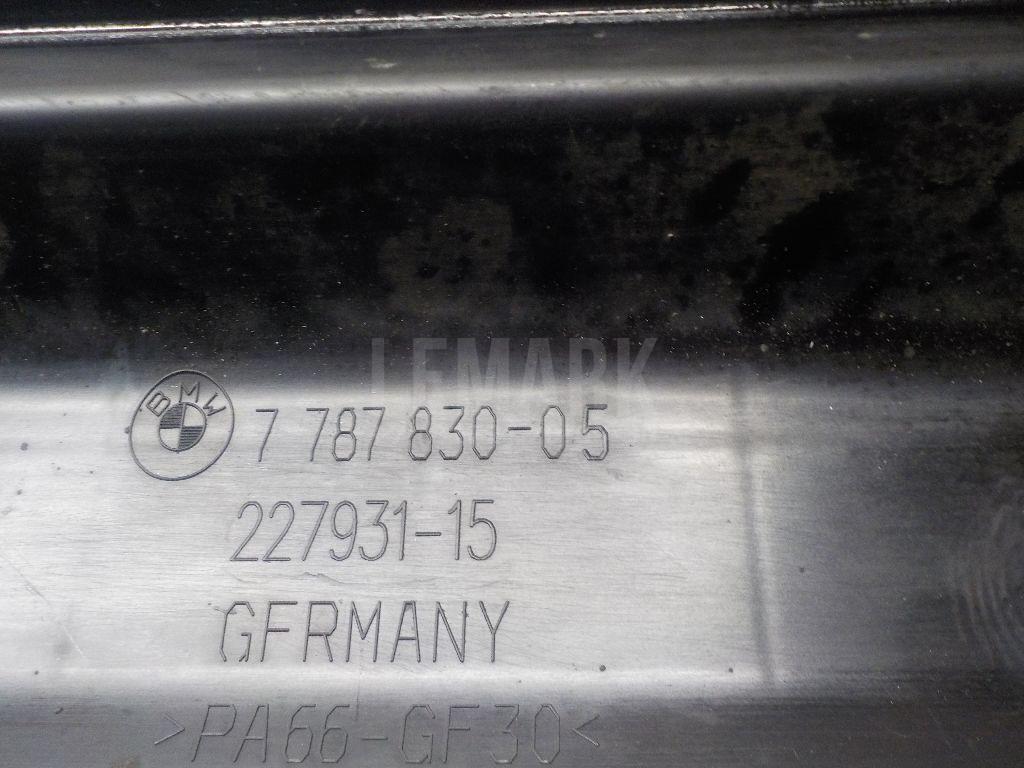 LEMARK
BMW 7 787 830-05
227931-15
GERMANY
>PA66-GF30<